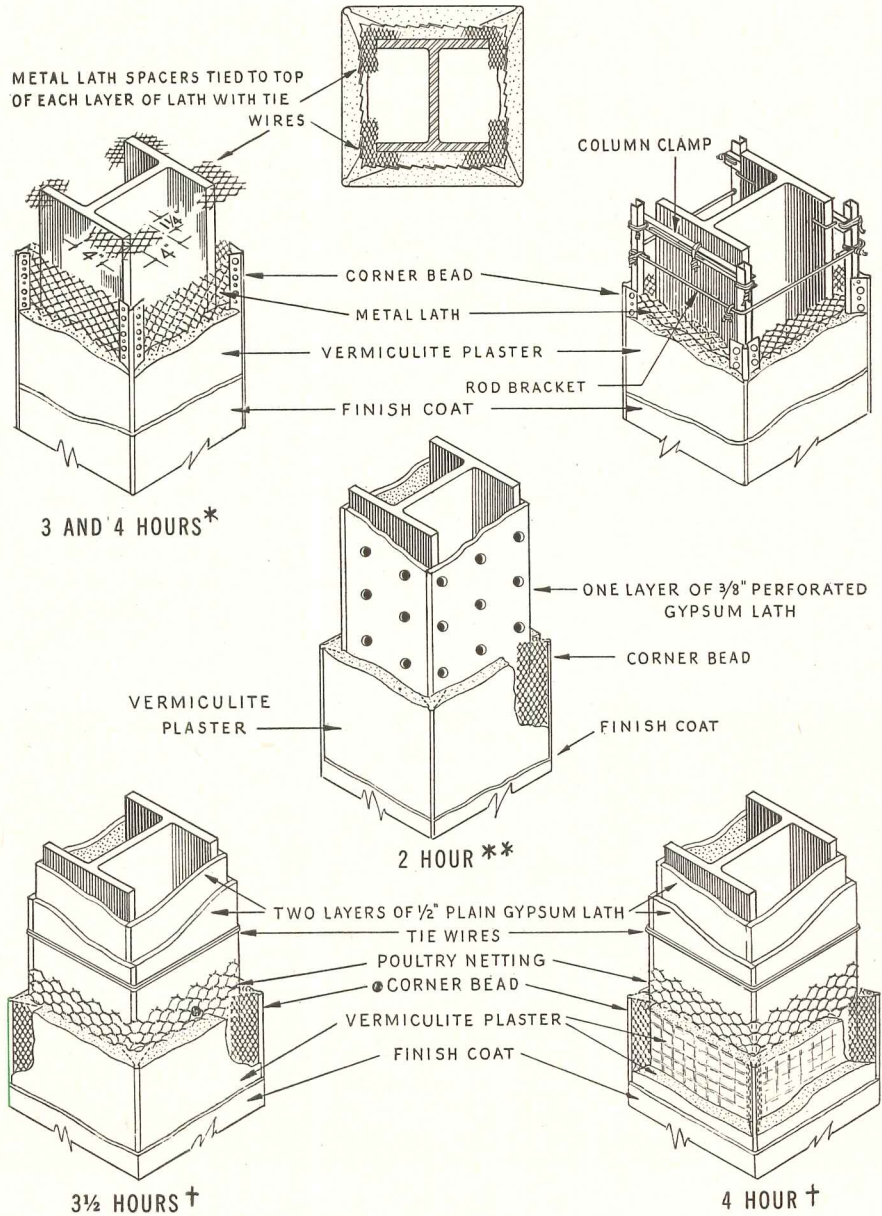 METAL LATH SPACERS TIED TO TOP
OF EACH LAYER OF LATH WITH TIE
WIRES
COLUMN CLAMP
1¼
4"
4"
CORNER BEAD
METAL LATH
VERMICULITE PLASTER
ROD BRACKET
FINISH COAT
3 AND 4 HOURS*
ONE LAYER OF 3/8" PERFORATED
GYPSUM LATH
CORNER BEAD
VERMICULITE
PLASTER
FINISH COAT
2 HOUR **
TWO LAYERS OF ½" PLAIN GYPSUM LATH
TIE WIRES
POULTRY NETTING
CORNER BEAD
VERMICULITE PLASTER
FINISH COAT
3½ HOURS †
4 HOUR †